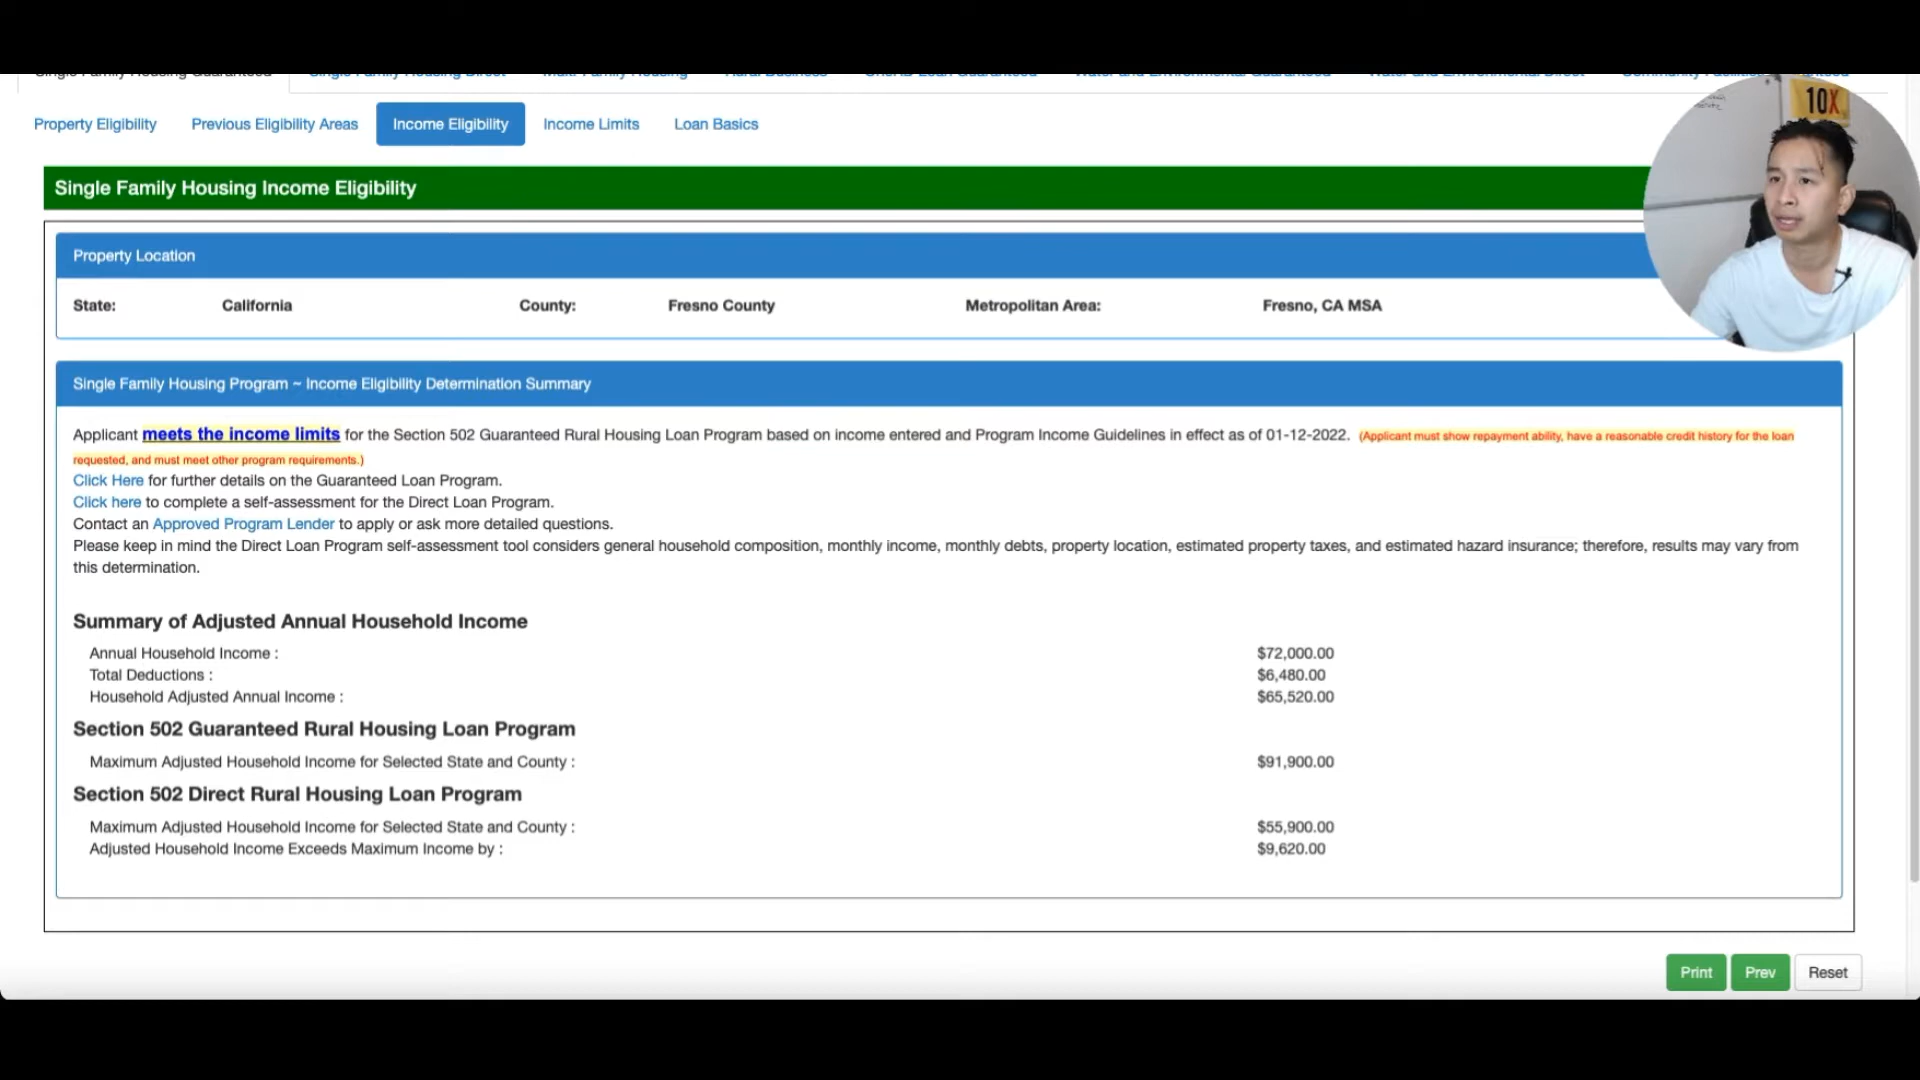 Property Eligibility Previous Eligibility Areas Income Eligibility Income Limits Loan Basics
10X
Single Family Housing Income Eligibility
Property Location
State: California County: Fresno County Metropolitan Area: Fresno, CA MSA
Single Family Housing Program ~ Income Eligibility Determination Summary
Applicant meets the income limits for the Section 502 Guaranteed Rural Housing Loan Program based on income entered and Program Income Guidelines in effect as of 01-12-2022. (Applicant must show repayment ability, have a reasonable credit history for the loan
requested, and must meet other program requirements.)
Click Here for further details on the Guaranteed Loan Program.
Click here to complete a self-assessment for the Direct Loan Program.
Contact an Approved Program Lender to apply or ask more detailed questions.
Please keep in mind the Direct Loan Program self-assessment tool considers general household composition, monthly income, monthly debts, property location, estimated property taxes, and estimated hazard insurance; therefore, results may vary from
this determination.
Summary of Adjusted Annual Household Income
Annual Household Income : $72,000.00
Total Deductions : $6,480.00
Household Adjusted Annual Income : $65,520.00
Section 502 Guaranteed Rural Housing Loan Program
Maximum Adjusted Household Income for Selected State and County : $91,900.00
Section 502 Direct Rural Housing Loan Program
Maximum Adjusted Household Income for Selected State and County : $55,900.00
Adjusted Household Income Exceeds Maximum Income by : $9,620.00
Print Prev Reset